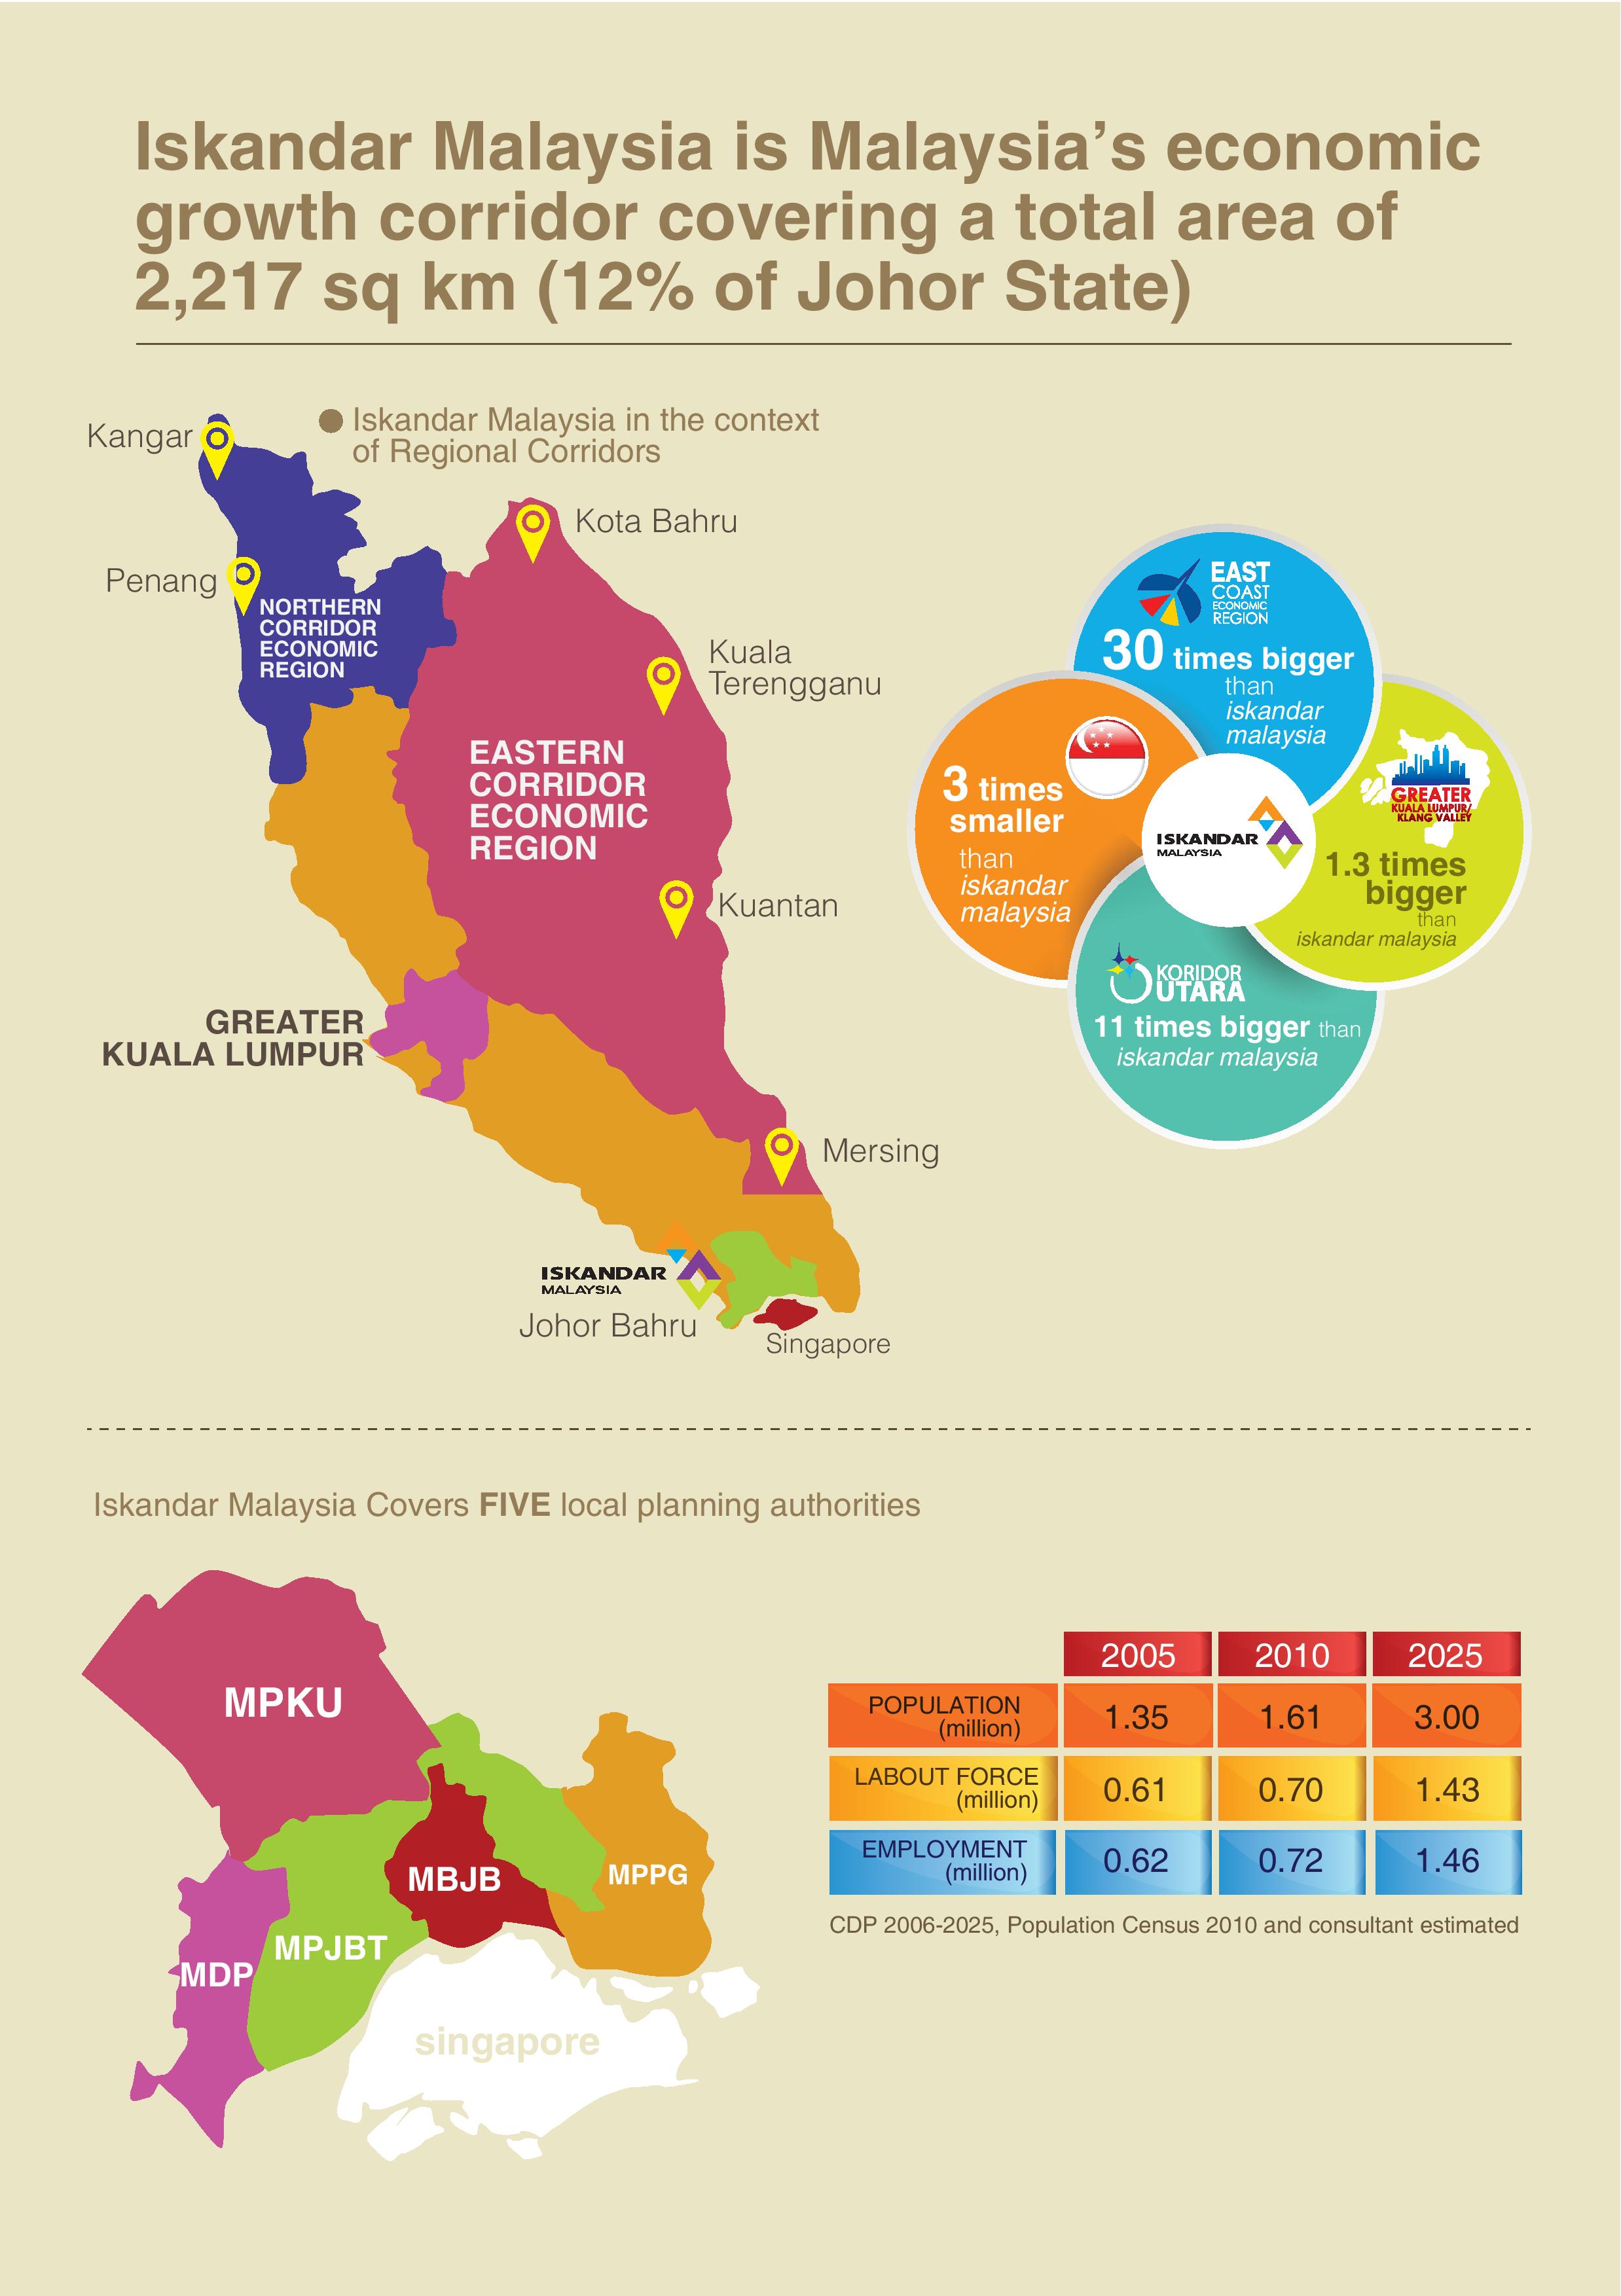 Iskandar Malaysia is Malaysia’s economic
growth corridor covering a total area of
2,217 sq km (12% of Johor State)
Iskandar Malaysia in the context
of Regional Corridors
Kangar
Penang
NORTHERN
CORRIDOR
ECONOMIC
REGION
Kota Bahru
Kuala
Terengganu
EASTERN
CORRIDOR
ECONOMIC
REGION
Kuantan
GREATER
KUALA LUMPUR
Mersing
ISKANDAR
MALAYSIA
Johor Bahru
Singapore
EAST
COAST
ECONOMIC
REGION
30 times bigger
than
iskandar
malaysia
3 times
smaller
than
iskandar
malaysia
ISKANDAR
MALAYSIA
GREATER
KUALA LUMPUR/
KLANG VALLEY
1.3 times
bigger
than
iskandar malaysia
KORIDOR
UTARA
11 times bigger than
iskandar malaysia
Iskandar Malaysia Covers FIVE local planning authorities
MPKU
MBJB
MPPG
MPJBT
MDP
singapore
2005 2010 2025
POPULATION
(million)
1.35 1.61 3.00
LABOUT FORCE
(million)
0.61 0.70 1.43
EMPLOYMENT
(million)
0.62 0.72 1.46
CDP 2006-2025, Population Census 2010 and consultant estimated